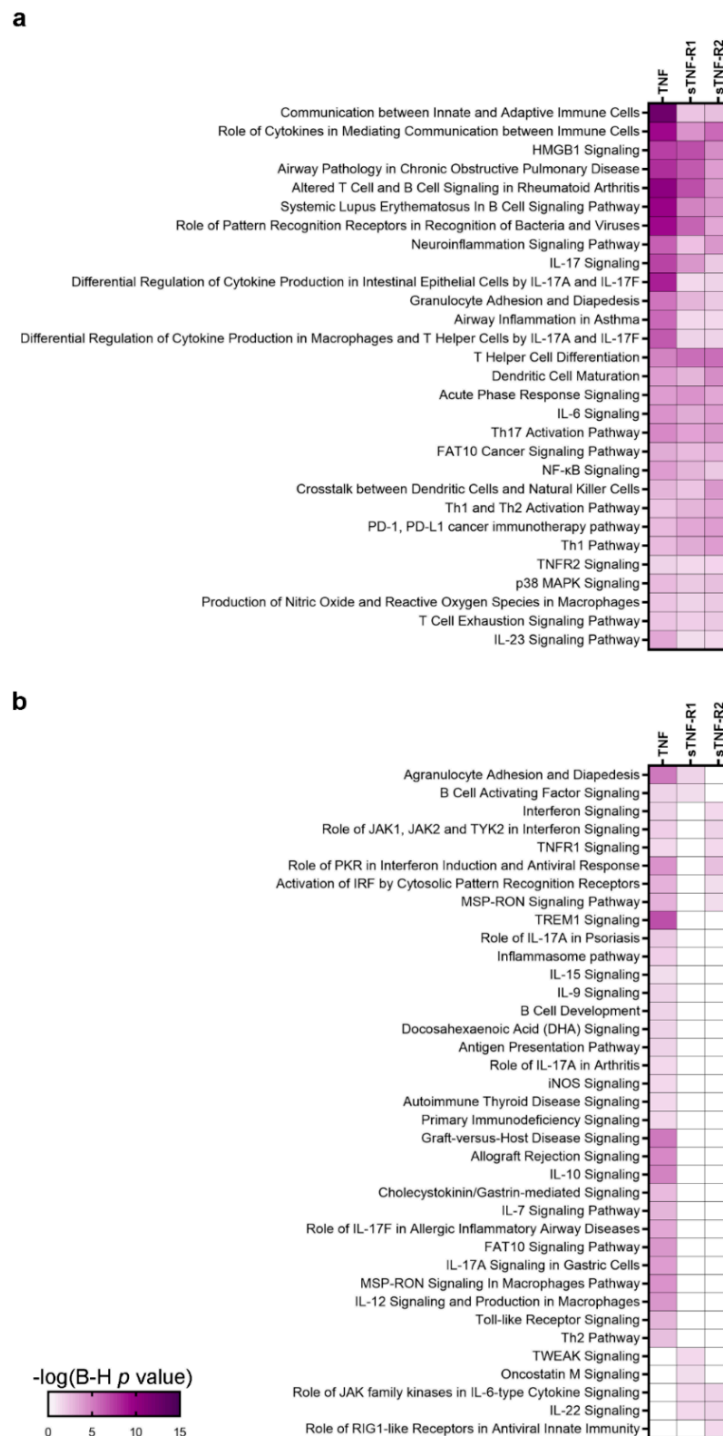 a
TNF
sTNF-R1
sTNF-R2
Communication between Innate and Adaptive Immune Cells
Role of Cytokines in Mediating Communication between Immune Cells
HMGB1 Signaling
Airway Pathology in Chronic Obstructive Pulmonary Disease
Altered T Cell and B Cell Signaling in Rheumatoid Arthritis
Systemic Lupus Erythematosus In B Cell Signaling Pathway
Role of Pattern Recognition Receptors in Recognition of Bacteria and Viruses
Neuroinflammation Signaling Pathway
IL-17 Signaling
Differential Regulation of Cytokine Production in Intestinal Epithelial Cells by IL-17A and IL-17F
Granulocyte Adhesion and Diapedesis
Airway Inflammation in Asthma
Differential Regulation of Cytokine Production in Macrophages and T Helper Cells by IL-17A and IL-17F
T Helper Cell Differentiation
Dendritic Cell Maturation
Acute Phase Response Signaling
IL-6 Signaling
Th17 Activation Pathway
FAT10 Cancer Signaling Pathway
NF-κB Signaling
Crosstalk between Dendritic Cells and Natural Killer Cells
Th1 and Th2 Activation Pathway
PD-1, PD-L1 cancer immunotherapy pathway
Th1 Pathway
TNFR2 Signaling
p38 MAPK Signaling
Production of Nitric Oxide and Reactive Oxygen Species in Macrophages
T Cell Exhaustion Signaling Pathway
IL-23 Signaling Pathway
b
TNF
sTNF-R1
sTNF-R2
Agranulocyte Adhesion and Diapedesis
B Cell Activating Factor Signaling
Interferon Signaling
Role of JAK1, JAK2 and TYK2 in Interferon Signaling
TNFR1 Signaling
Role of PKR in Interferon Induction and Antiviral Response
Activation of IRF by Cytosolic Pattern Recognition Receptors
MSP-RON Signaling Pathway
TREM1 Signaling
Role of IL-17A in Psoriasis
Inflammasome pathway
IL-15 Signaling
IL-9 Signaling
B Cell Development
Docosahexaenoic Acid (DHA) Signaling
Antigen Presentation Pathway
Role of IL-17A in Arthritis
iNOS Signaling
Autoimmune Thyroid Disease Signaling
Primary Immunodeficiency Signaling
Graft-versus-Host Disease Signaling
Allograft Rejection Signaling
IL-10 Signaling
Cholecystokinin/Gastrin-mediated Signaling
IL-7 Signaling Pathway
Role of IL-17F in Allergic Inflammatory Airway Diseases
FAT10 Signaling Pathway
IL-17A Signaling in Gastric Cells
MSP-RON Signaling In Macrophages Pathway
IL-12 Signaling and Production in Macrophages
Toll-like Receptor Signaling
Th2 Pathway
TWEAK Signaling
Oncostatin M Signaling
Role of JAK family kinases in IL-6-type Cytokine Signaling
IL-22 Signaling
Role of RIG1-like Receptors in Antiviral Innate Immunity
-log(B-H p value)
0 5 10 15